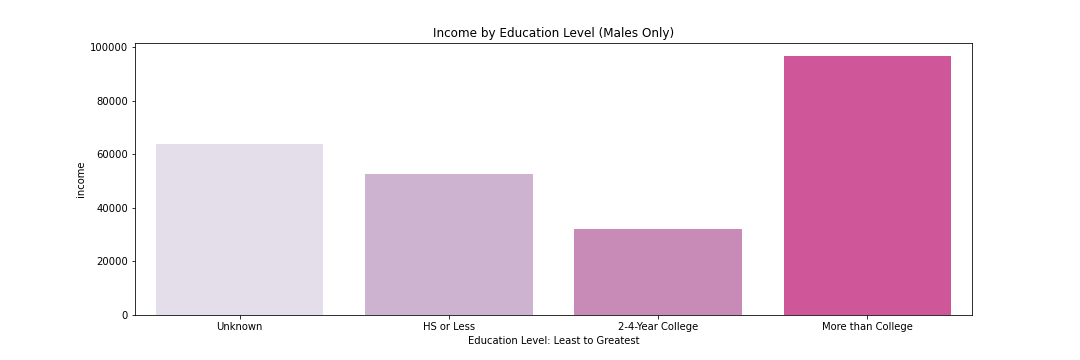 Income by Education Level (Males Only)
100000
80000
60000
40000
20000
0
income
Unknown
HS or Less
2-4-Year College
More than College
Education Level: Least to Greatest